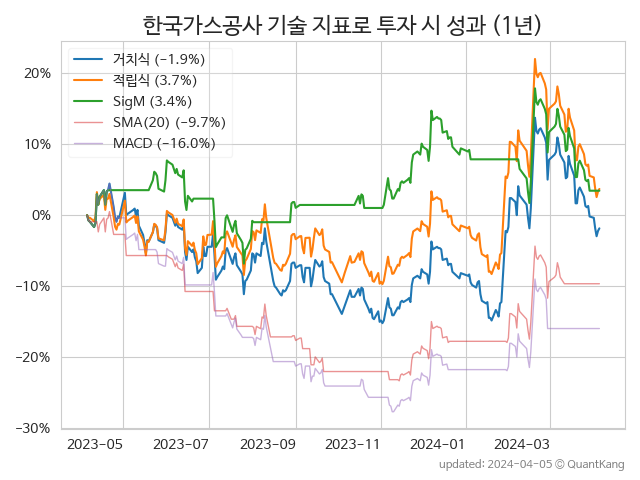 한국가스공사 기술 지표로 투자 시 성과 (1년)
거치식 (−1.9%)
적립식 (3.7%)
SigM (3.4%)
SMA(20) (−9.7%)
MACD (−16.0%)
20%
10%
0%
−10%
−20%
−30%
2023-05 2023-07 2023-09 2023-11 2024-01 2024-03
updated: 2024-04-05 © QuantKang